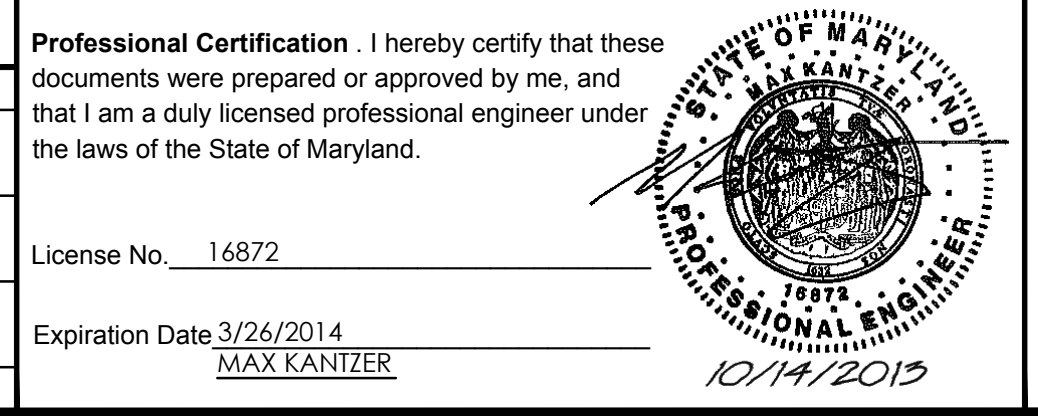 Professional Certification . I hereby certify that these
documents were prepared or approved by me, and
that I am a duly licensed professional engineer under
the laws of the State of Maryland.
License No. 16872
Expiration Date 3/26/2014
MAX KANTZER
STATE OF MARYLAND
MAX KANTZER
16872
PROFESSIONAL ENGINEER
10/14/2013